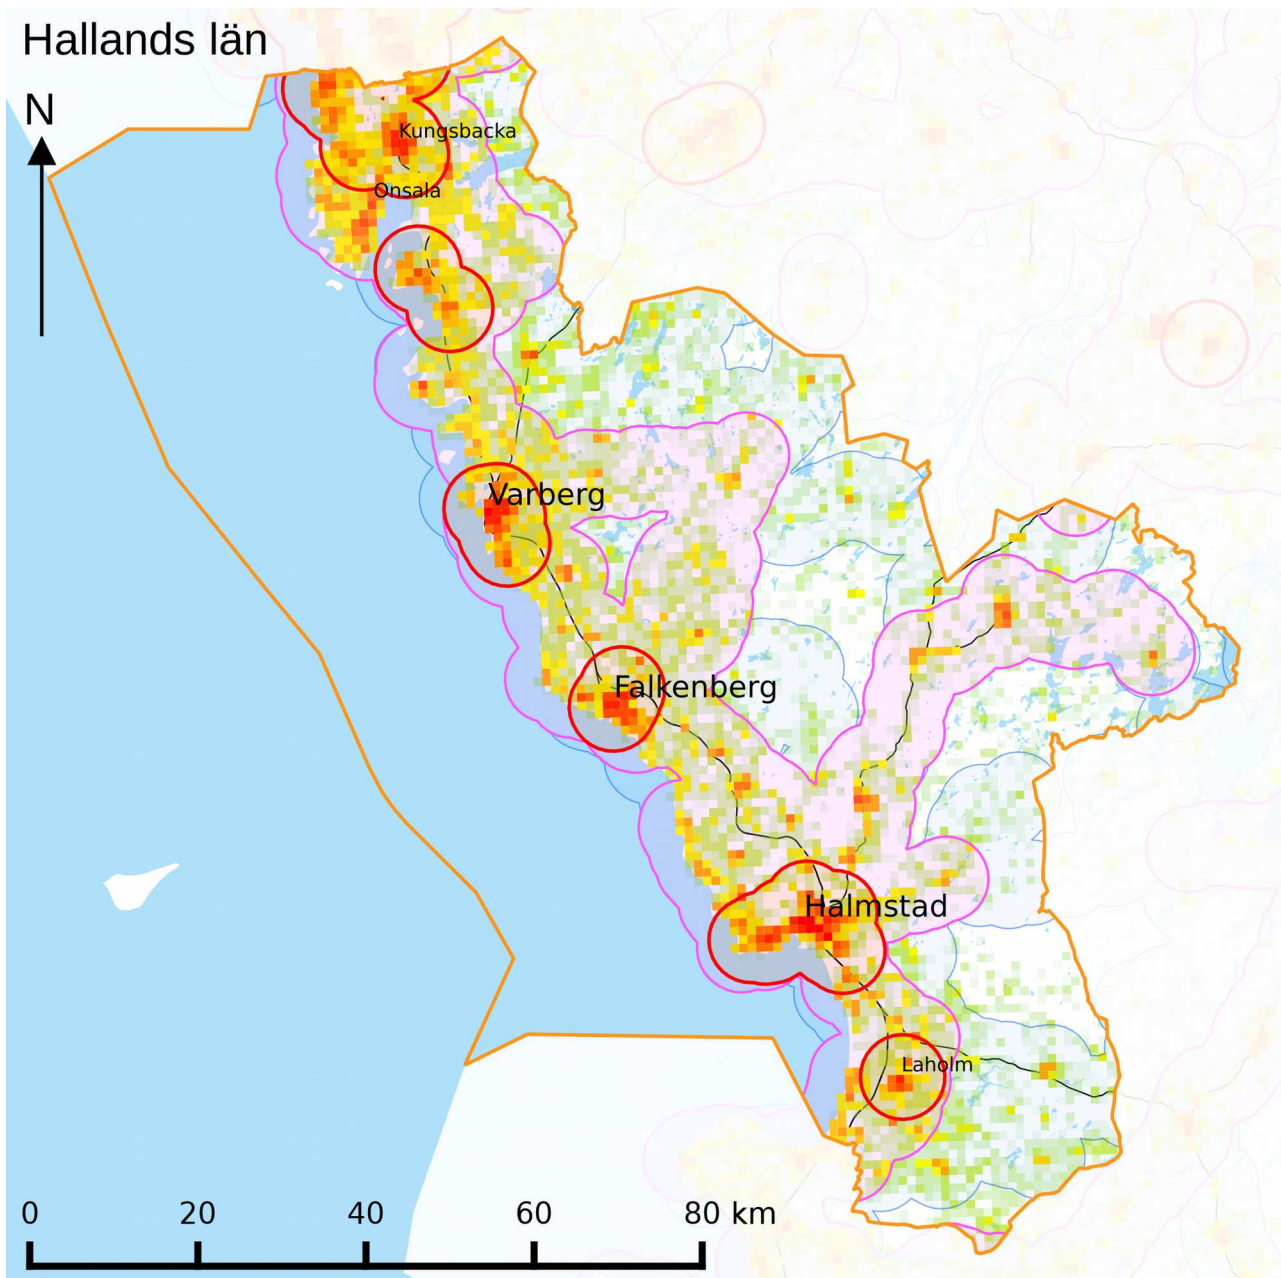 Hallands län
N
Kungsbacka
Onsala
Varberg
Falkenberg
Halmstad
Laholm
0 20 40 60 80 km